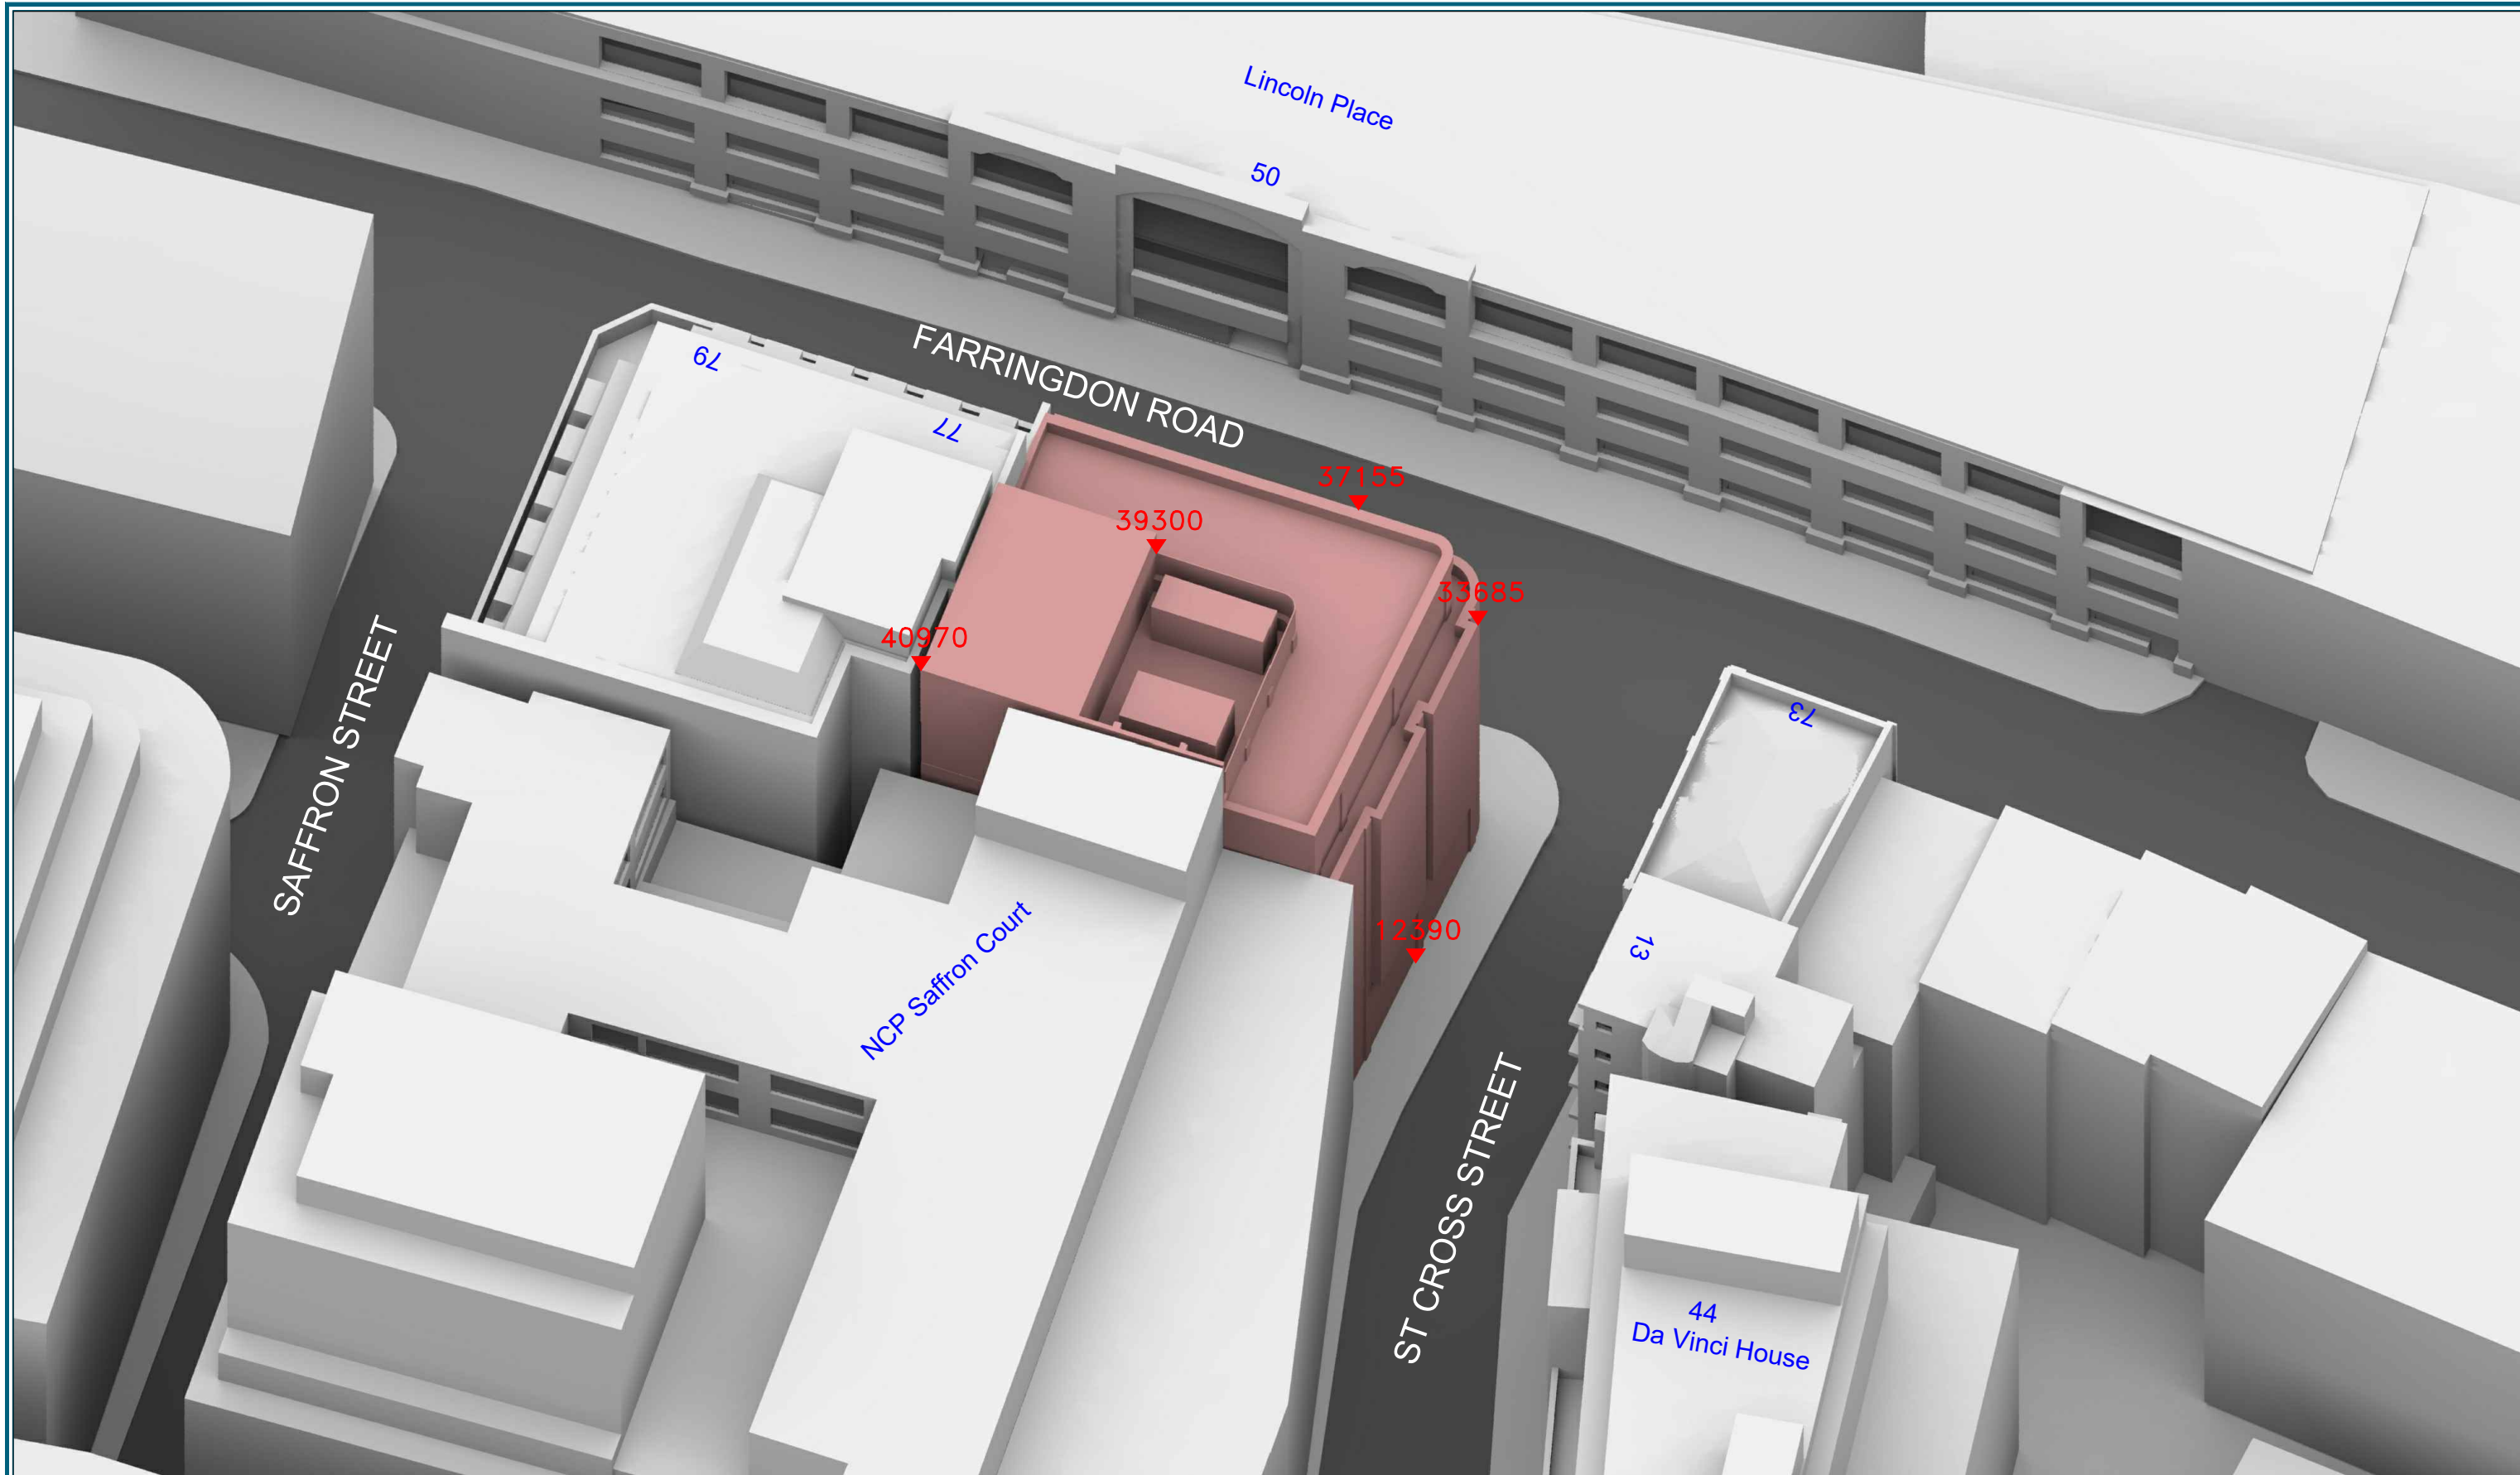 Lincoln Place
50
79
FARRINGDON ROAD
77
37155
39300
33685
40970
SAFFRON STREET
73
12390
13
NCP Saffron Court
ST CROSS STREET
44
Da Vinci House